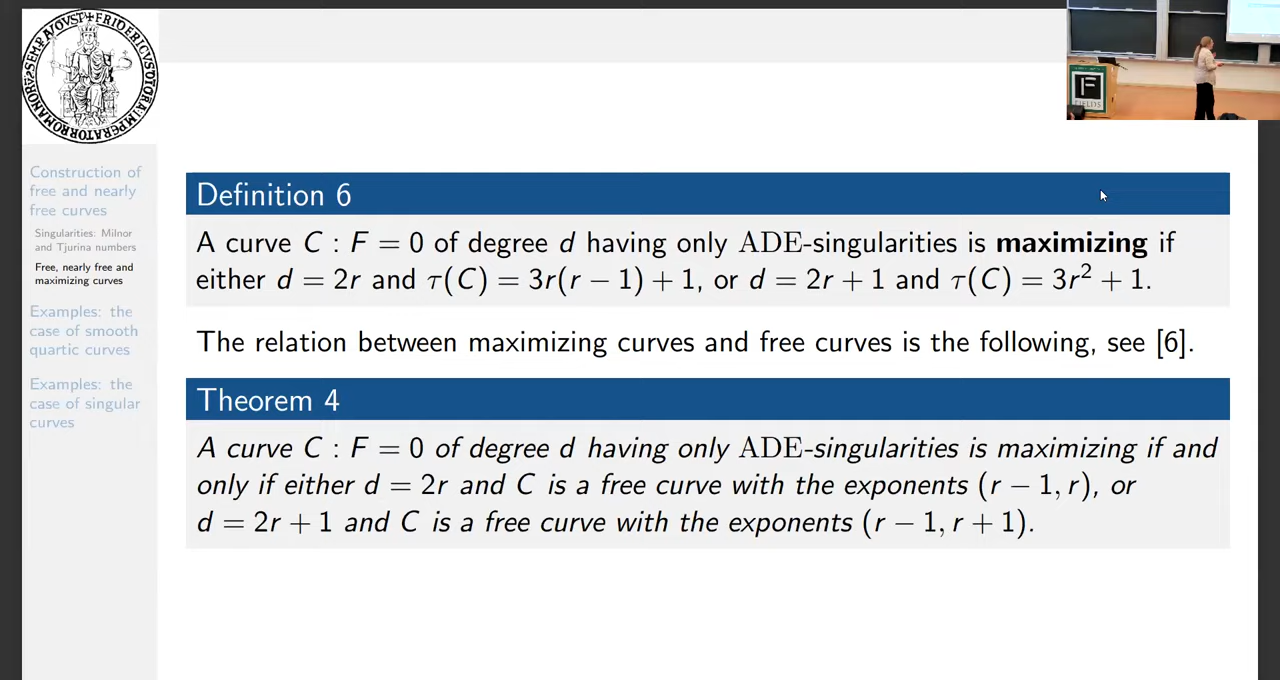 Construction of
free and nearly
free curves
Singularities: Milnor
and Tjurina numbers
Free, nearly free and
maximizing curves
Examples: the
case of smooth
quartic curves
Examples: the
case of singular
curves
Definition 6
A curve C : F = 0 of degree d having only ADE-singularities is maximizing if
either d = 2r and τ(C) = 3r(r − 1) + 1, or d = 2r + 1 and τ(C) = 3r² + 1.
The relation between maximizing curves and free curves is the following, see [6].
Theorem 4
A curve C : F = 0 of degree d having only ADE-singularities is maximizing if and
only if either d = 2r and C is a free curve with the exponents (r − 1, r), or
d = 2r + 1 and C is a free curve with the exponents (r − 1, r + 1).
F
FIELDS